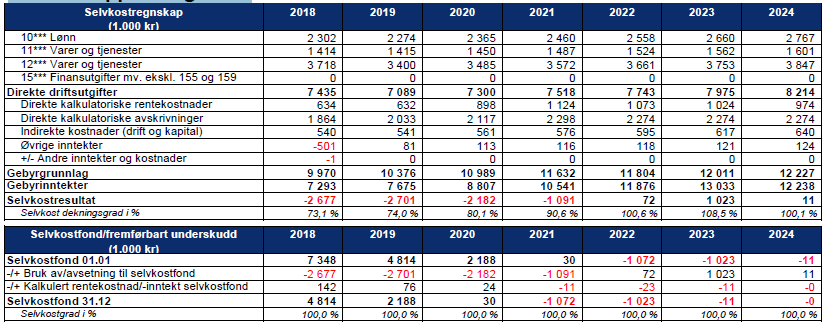 Selvkostregnskap 2018 2019 2020 2021 2022 2023 2024
(1.000 kr)
10*** Lønn 2 302 2 274 2 365 2 460 2 558 2 660 2 767
11*** Varer og tjenester 1 414 1 415 1 450 1 487 1 524 1 562 1 601
12*** Varer og tjenester 3 718 3 400 3 485 3 572 3 661 3 753 3 847
15*** Finansutgifter mv. ekskl. 155 og 159 0 0 0 0 0 0 0
Direkte driftsutgifter 7 435 7 089 7 300 7 518 7 743 7 975 8 214
Direkte kalkulatoriske rentekostnader 634 632 898 1 124 1 073 1 024 974
Direkte kalkulatoriske avskrivninger 1 864 2 033 2 117 2 298 2 274 2 274 2 274
Indirekte kostnader (drift og kapital) 540 541 561 576 595 617 640
Øvrige inntekter -501 81 113 116 118 121 124
+/- Andre inntekter og kostnader -1 0 0 0 0 0 0
Gebyrgrunnlag 9 970 10 376 10 989 11 632 11 804 12 011 12 227
Gebyrinntekter 7 293 7 675 8 807 10 541 11 876 13 033 12 238
Selvkostresultat -2 677 -2 701 -2 182 -1 091 72 1 023 11
Selvkost dekningsgrad i % 73,1 % 74,0 % 80,1 % 90,6 % 100,6 % 108,5 % 100,1 %
Selvkostfond/fremførbart underskudd 2018 2019 2020 2021 2022 2023 2024
(1.000 kr)
Selvkostfond 01.01 7 348 4 814 2 188 30 -1 072 -1 023 -11
-/+ Bruk av/avsetning til selvkostfond -2 677 -2 701 -2 182 -1 091 72 1 023 11
-/+ Kalkulert rentekostnad/-inntekt selvkostfond 142 76 24 -11 -23 -11 -0
Selvkostfond 31.12 4 814 2 188 30 -1 072 -1 023 -11 -0
Selvkostgrad i % 100,0 % 100,0 % 100,0 % 100,0 % 100,0 % 100,0 % 100,0 %